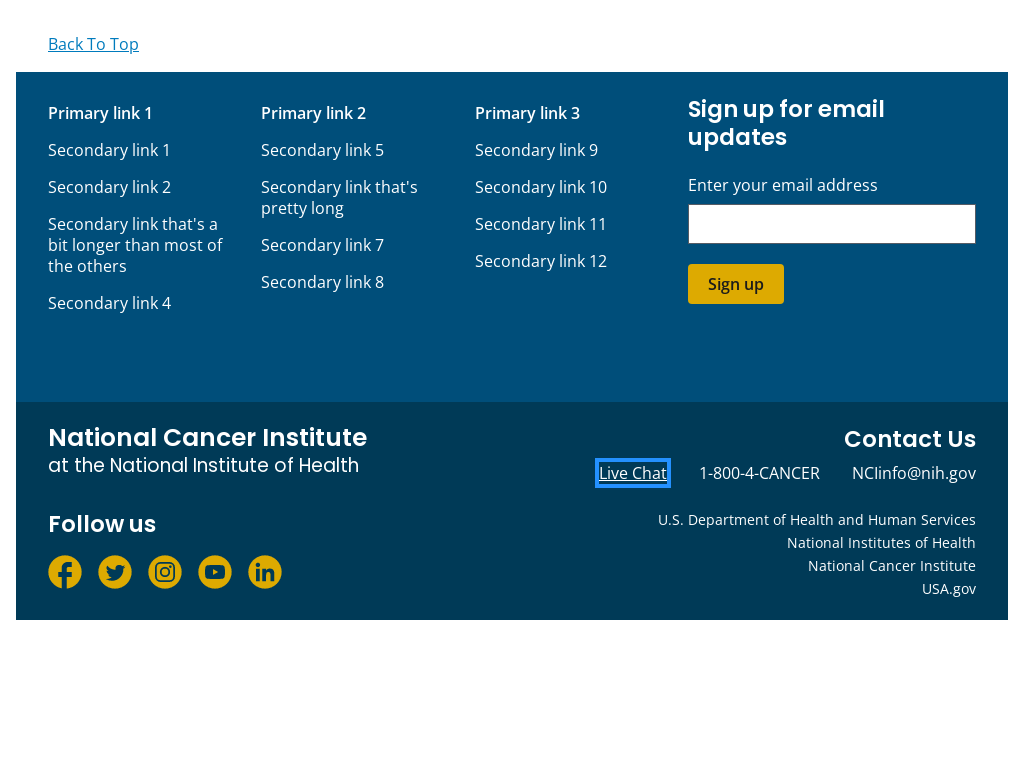 Back To Top
Primary link 1
Secondary link 1
Secondary link 2
Secondary link that's a
bit longer than most of
the others
Secondary link 4
Primary link 2
Secondary link 5
Secondary link that's
pretty long
Secondary link 7
Secondary link 8
Primary link 3
Secondary link 9
Secondary link 10
Secondary link 11
Secondary link 12
Sign up for email
updates
Enter your email address
Sign up
National Cancer Institute
at the National Institute of Health
Follow us
Contact Us
Live Chat
1-800-4-CANCER
NCIinfo@nih.gov
U.S. Department of Health and Human Services
National Institutes of Health
National Cancer Institute
USA.gov